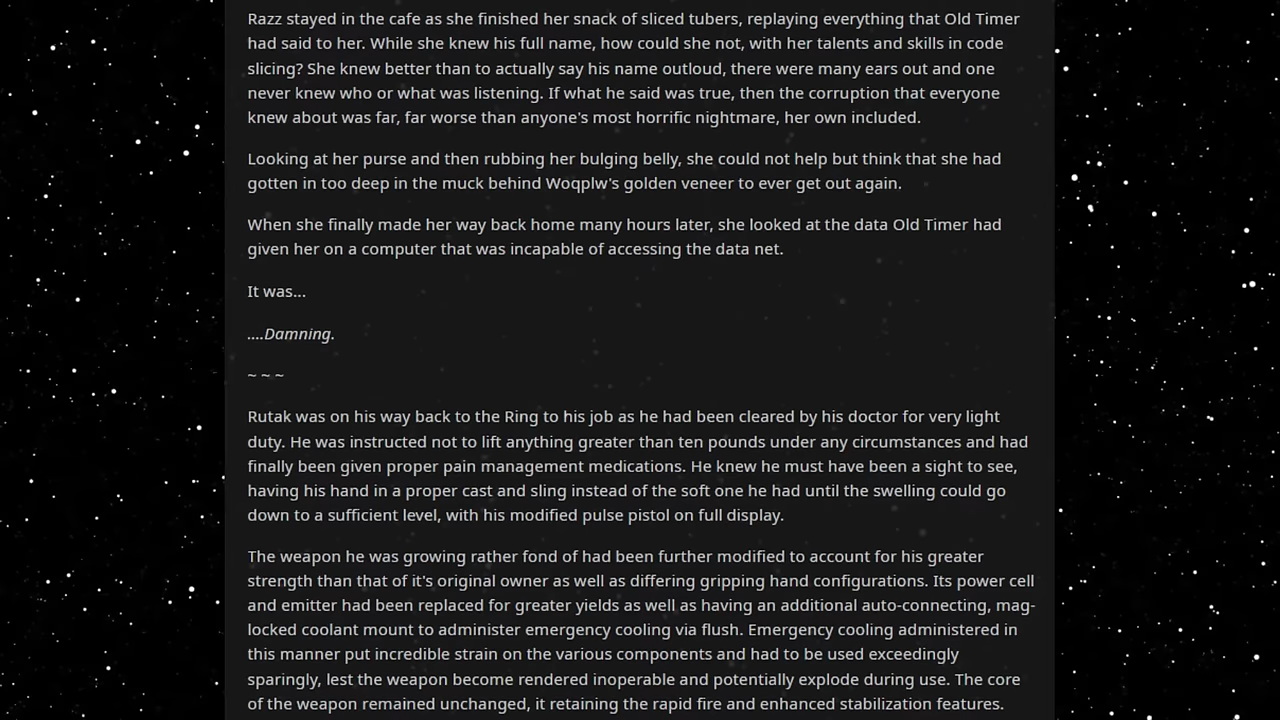 Razz stayed in the cafe as she finished her snack of sliced tubers, replaying everything that Old Timer
had said to her. While she knew his full name, how could she not, with her talents and skills in code
slicing? She knew better than to actually say his name outloud, there were many ears out and one
never knew who or what was listening. If what he said was true, then the corruption that everyone
knew about was far, far worse than anyone's most horrific nightmare, her own included.
Looking at her purse and then rubbing her bulging belly, she could not help but think that she had
gotten in too deep in the muck behind Woqplw's golden veneer to ever get out again.
When she finally made her way back home many hours later, she looked at the data Old Timer had
given her on a computer that was incapable of accessing the data net.
It was...
....Damning.
~ ~ ~
Rutak was on his way back to the Ring to his job as he had been cleared by his doctor for very light
duty. He was instructed not to lift anything greater than ten pounds under any circumstances and had
finally been given proper pain management medications. He knew he must have been a sight to see,
having his hand in a proper cast and sling instead of the soft one he had until the swelling could go
down to a sufficient level, with his modified pulse pistol on full display.
The weapon he was growing rather fond of had been further modified to account for his greater
strength than that of it's original owner as well as differing gripping hand configurations. Its power cell
and emitter had been replaced for greater yields as well as having an additional auto-connecting, mag-
locked coolant mount to administer emergency cooling via flush. Emergency cooling administered in
this manner put incredible strain on the various components and had to be used exceedingly
sparingly, lest the weapon become rendered inoperable and potentially explode during use. The core
of the weapon remained unchanged, it retaining the rapid fire and enhanced stabilization features.